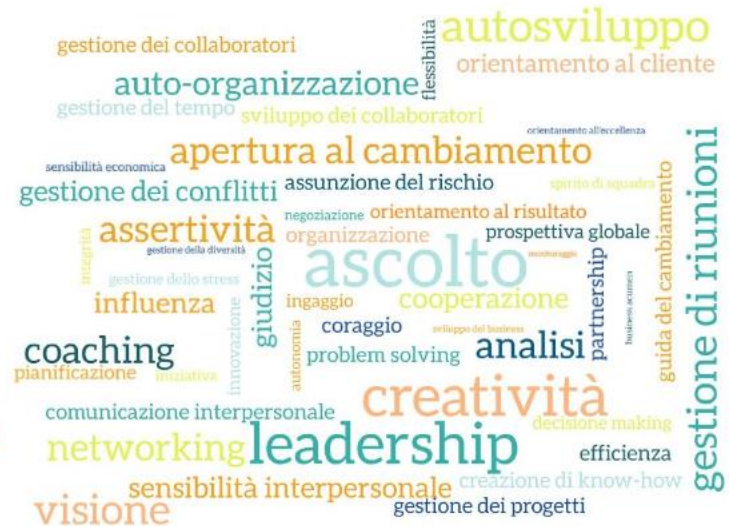 autosviluppo
gestione dei collaboratori
flessibilità
orientamento al cliente
auto-organizzazione
gestione del tempo
sviluppo dei collaboratori
orientamento all'eccellenza
apertura al cambiamento
sensibilità economica
gestione dei conflitti
assunzione del rischio
spirito di squadra
gestione di riunioni
guida del cambiamento
negoziazione
orientamento al risultato
assertività
organizzazione
prospettiva globale
integrità
gestione della diversità
ascolto
monitoraggio
gestione dello stress
giudizio
partnership
business acumen
influenza
innovazione
ingaggio
cooperazione
autonomia
coraggio
sviluppo del business
coaching
problem solving
analisi
pianificazione
iniziativa
creatività
comunicazione interpersonale
decisione making
networking
leadership
efficienza
sensibilità interpersonale
creazione di know-how
visione
gestione dei progetti